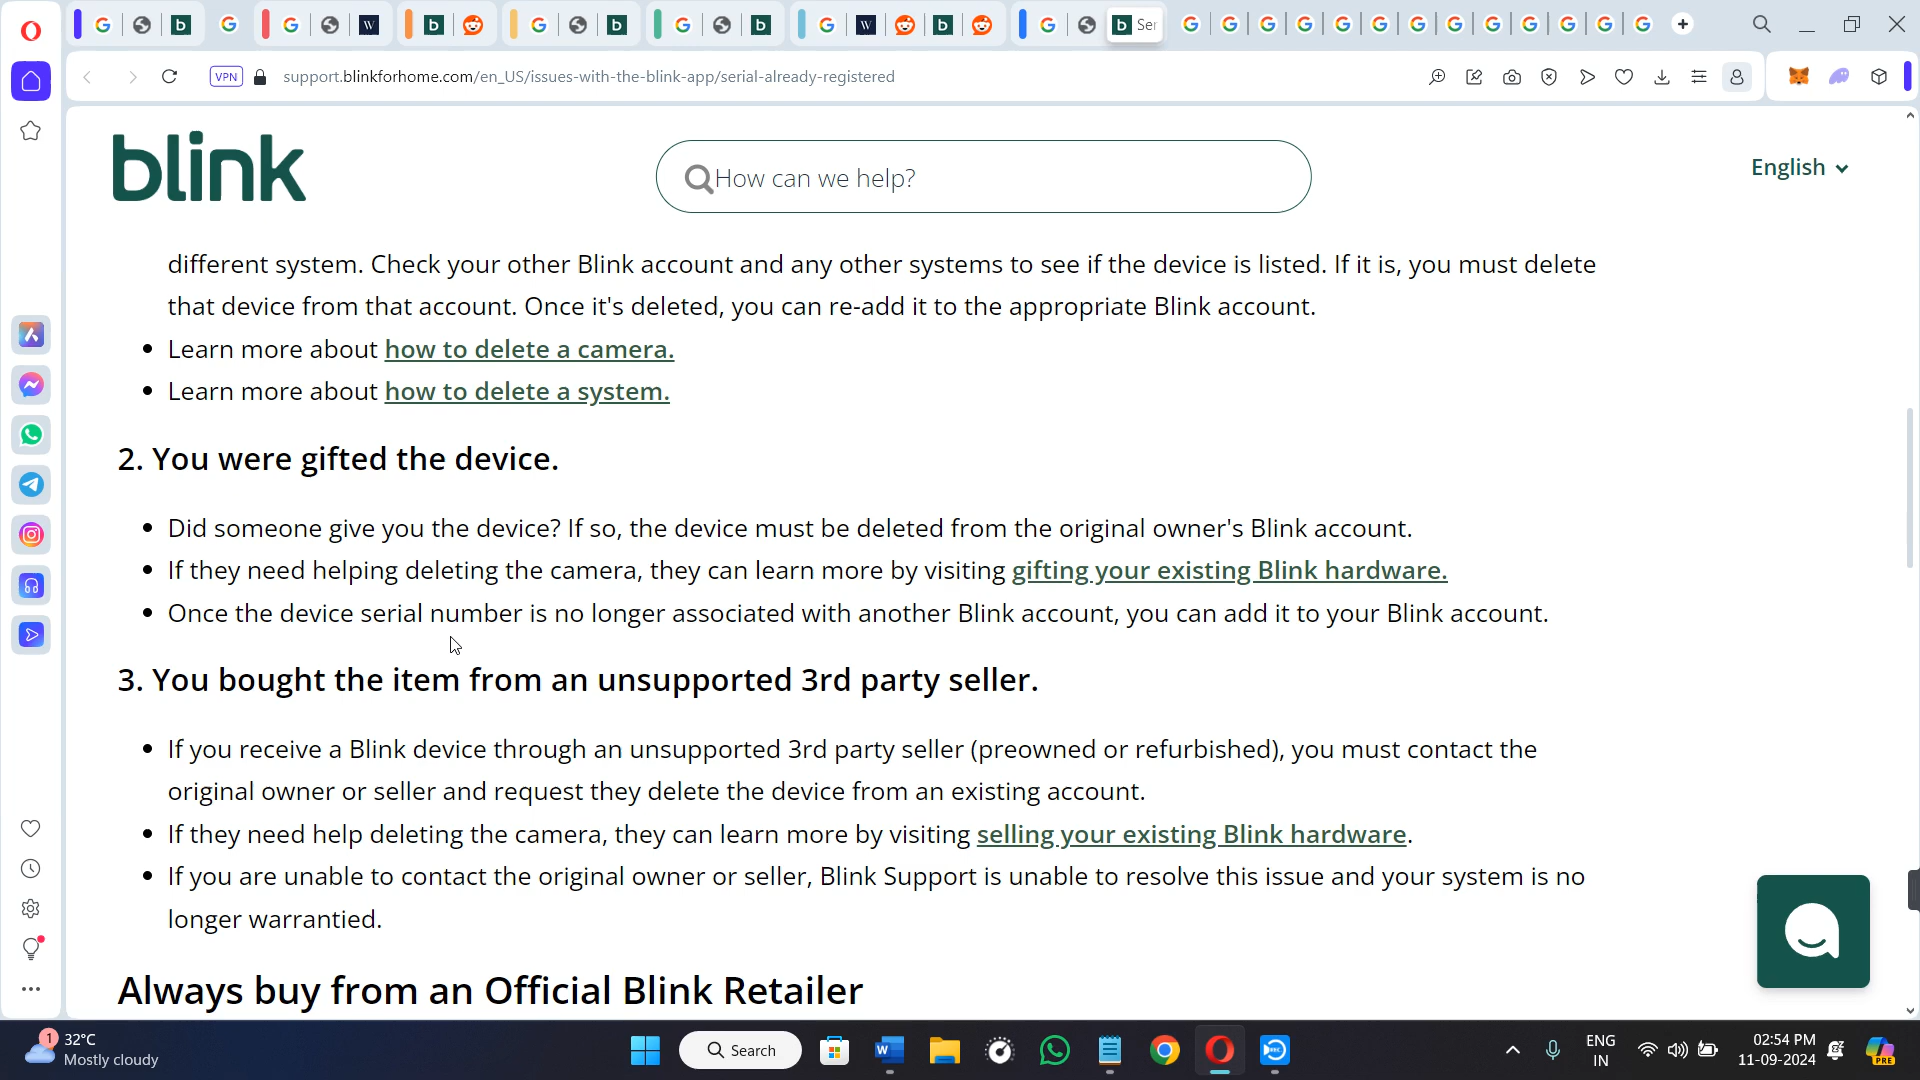 Ser
VPN
support.blinkforhome.com/en_US/issues-with-the-blink-app/serial-already-registered
blink
How can we help?
English
different system. Check your other Blink account and any other systems to see if the device is listed. If it is, you must delete
that device from that account. Once it's deleted, you can re-add it to the appropriate Blink account.
• Learn more about how to delete a camera.
• Learn more about how to delete a system.
2. You were gifted the device.
• Did someone give you the device? If so, the device must be deleted from the original owner's Blink account.
• If they need helping deleting the camera, they can learn more by visiting gifting your existing Blink hardware.
• Once the device serial number is no longer associated with another Blink account, you can add it to your Blink account.
3. You bought the item from an unsupported 3rd party seller.
• If you receive a Blink device through an unsupported 3rd party seller (preowned or refurbished), you must contact the
original owner or seller and request they delete the device from an existing account.
• If they need help deleting the camera, they can learn more by visiting selling your existing Blink hardware.
• If you are unable to contact the original owner or seller, Blink Support is unable to resolve this issue and your system is no
longer warrantied.
Always buy from an Official Blink Retailer
1
32°C
Mostly cloudy
Search
ENG
IN
02:54 PM
11-09-2024
PRE